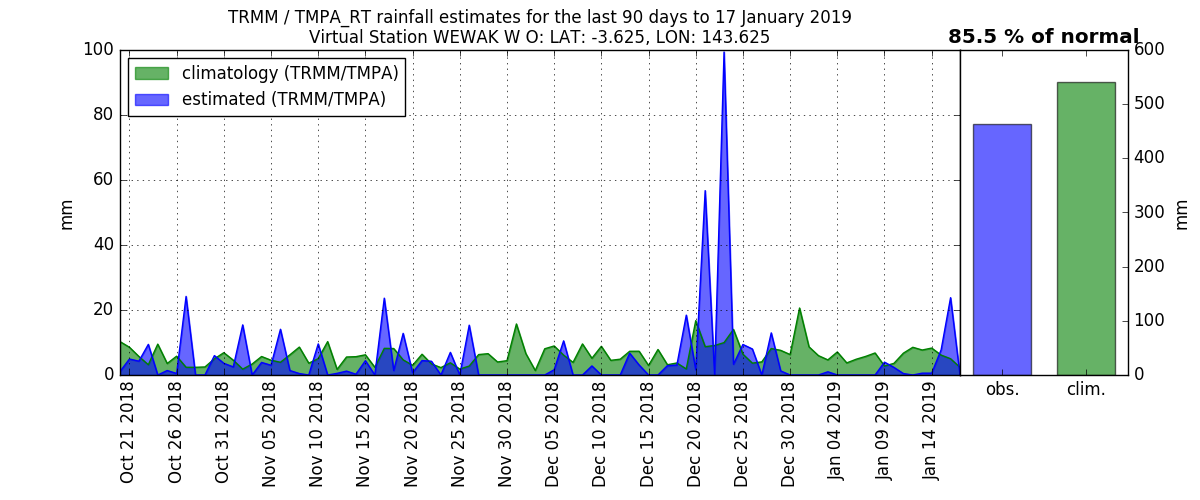 TRMM / TMPA_RT rainfall estimates for the last 90 days to 17 January 2019
Virtual Station WEWAK W O: LAT: -3.625, LON: 143.625
85.5 % of normal
climatology (TRMM/TMPA)
estimated (TRMM/TMPA)
mm
100
80
60
40
20
0
Oct 21 2018
Oct 26 2018
Oct 31 2018
Nov 05 2018
Nov 10 2018
Nov 15 2018
Nov 20 2018
Nov 25 2018
Nov 30 2018
Dec 05 2018
Dec 10 2018
Dec 15 2018
Dec 20 2018
Dec 25 2018
Dec 30 2018
Jan 04 2019
Jan 09 2019
Jan 14 2019
600
500
400
300
200
100
0
mm
obs.
clim.